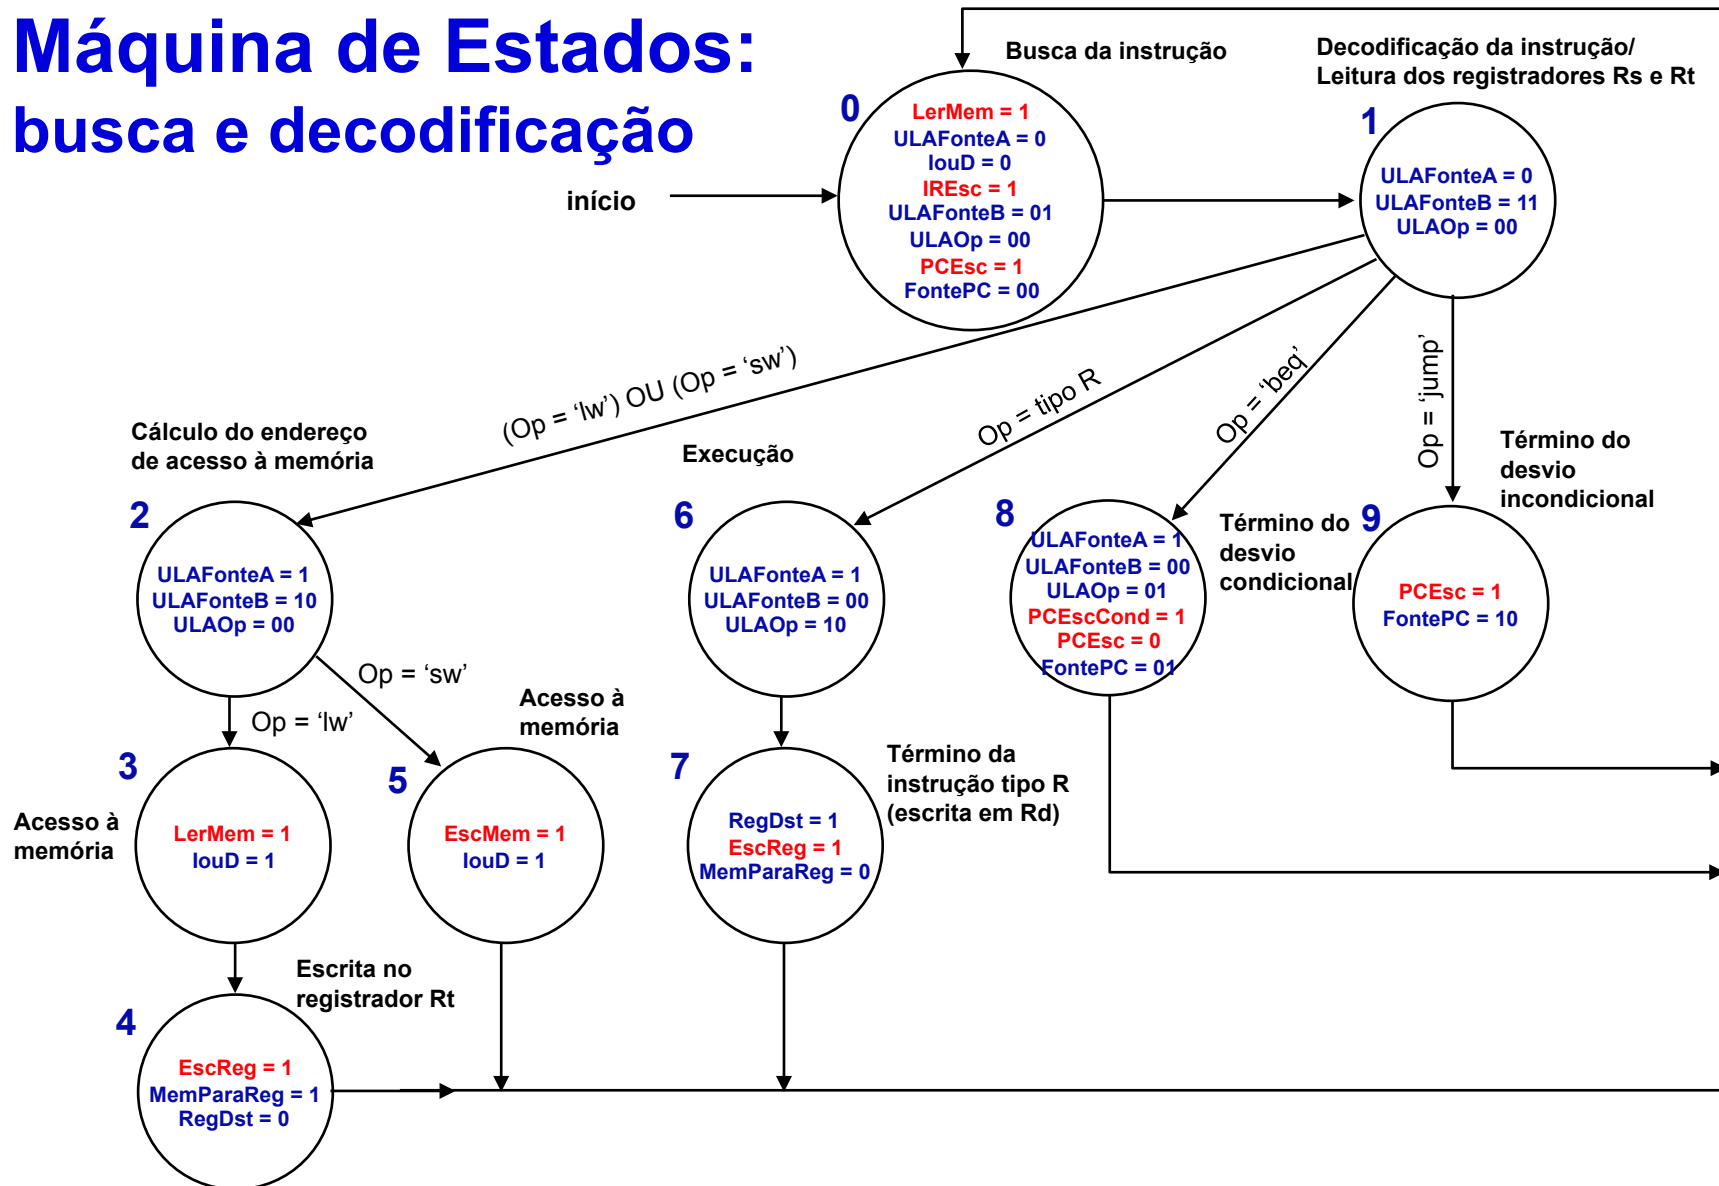 Máquina de Estados:
busca e decodificação
Busca da instrução
Decodificação da instrução/
Leitura dos registradores Rs e Rt
início
0
LerMem = 1
ULAFonteA = 0
IouD = 0
IREsc = 1
ULAFonteB = 01
ULAOp = 00
PCEsc = 1
FontePC = 00
1
ULAFonteA = 0
ULAFonteB = 11
ULAOp = 00
(Op = ‘lw’) OU (Op = ‘sw’)
Op = tipo R
Op = ‘beq’
Op = ‘jump’
Cálculo do endereço
de acesso à memória
2
ULAFonteA = 1
ULAFonteB = 10
ULAOp = 00
Execução
6
ULAFonteA = 1
ULAFonteB = 00
ULAOp = 10
8
ULAFonteA = 1
ULAFonteB = 00
ULAOp = 01
PCEscCond = 1
PCEsc = 0
FontePC = 01
Término do
desvio
condicional
9
PCEsc = 1
FontePC = 10
Término do
desvio
incondicional
Op = ‘sw’
Op = ‘lw’
3
LerMem = 1
IouD = 1
Acesso à
memória
5
EscMem = 1
IouD = 1
Acesso à
memória
7
RegDst = 1
EscReg = 1
MemParaReg = 0
Término da
instrução tipo R
(escrita em Rd)
Escrita no
registrador Rt
4
EscReg = 1
MemParaReg = 1
RegDst = 0